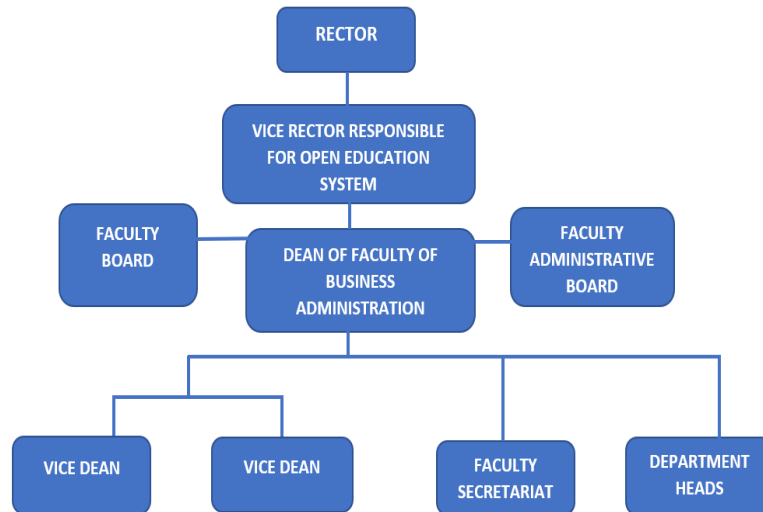 RECTOR
VICE RECTOR RESPONSIBLE
FOR OPEN EDUCATION
SYSTEM
FACULTY
BOARD
DEAN OF FACULTY OF
BUSINESS
ADMINISTRATION
FACULTY
ADMINISTRATIVE
BOARD
VICE DEAN
VICE DEAN
FACULTY
SECRETARIAT
DEPARTMENT
HEADS